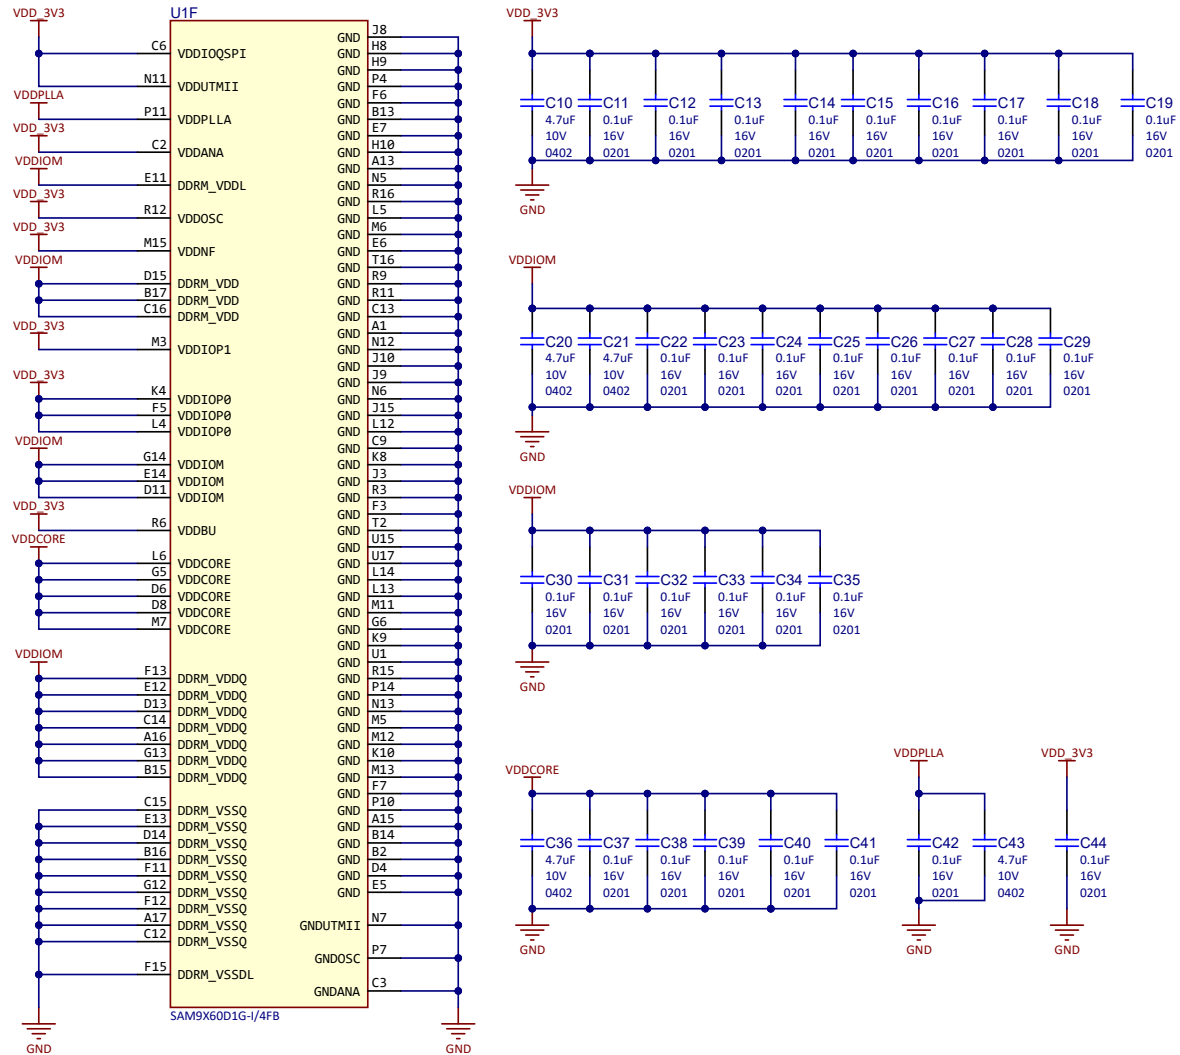 U1F
VDD_3V3
C6 VDDIOQSPI
N11 VDDUTMII
VDDPLLA
P11 VDDPLLA
VDD_3V3
C2 VDDANA
VDDIOM
E11 DDRM_VDDL
VDD_3V3
R12 VDDOSC
VDD_3V3
M15 VDDNF
VDDIOM
D15 DDRM_VDD
B17 DDRM_VDD
C16 DDRM_VDD
VDD_3V3
M3 VDDIOP1
VDD_3V3
K4 VDDIOP0
F5 VDDIOP0
L4 VDDIOP0
VDDIOM
G14 VDDIOM
E14 VDDIOM
D11 VDDIOM
VDD_3V3
R6 VDDBU
VDDCORE
L6 VDDCORE
G5 VDDCORE
D6 VDDCORE
D8 VDDCORE
M7 VDDCORE
VDDIOM
F13 DDRM_VDDQ
E12 DDRM_VDDQ
D13 DDRM_VDDQ
C14 DDRM_VDDQ
A16 DDRM_VDDQ
G13 DDRM_VDDQ
B15 DDRM_VDDQ
C15 DDRM_VSSQ
E13 DDRM_VSSQ
D14 DDRM_VSSQ
B16 DDRM_VSSQ
F11 DDRM_VSSQ
G12 DDRM_VSSQ
F12 DDRM_VSSQ
A17 DDRM_VSSQ
C12 DDRM_VSSQ
F15 DDRM_VSSDL
GND
GND J8
GND H8
GND H9
GND P4
GND F6
GND B13
GND E7
GND H10
GND A13
GND N5
GND R16
GND L5
GND M6
GND E6
GND T16
GND R9
GND R11
GND C13
GND A1
GND N12
GND J10
GND J9
GND N6
GND J15
GND L12
GND C9
GND K8
GND J3
GND R3
GND F3
GND T2
GND U15
GND U17
GND L14
GND L13
GND M11
GND G6
GND K9
GND U1
GND R15
GND P14
GND N13
GND M5
GND M12
GND K10
GND M13
GND F7
GND P10
GND A15
GND B14
GND B2
GND D4
GND E5
GNDUTMII N7
GNDOSC P7
GNDANA C3
GND
SAM9X60D1G-I/4FB
VDD_3V3
C10 C11 C12 C13 C14 C15 C16 C17 C18 C19
4.7uF 0.1uF 0.1uF 0.1uF 0.1uF 0.1uF 0.1uF 0.1uF 0.1uF 0.1uF
10V 16V 16V 16V 16V 16V 16V 16V 16V 16V
0402 0201 0201 0201 0201 0201 0201 0201 0201 0201
GND
VDDIOM
C20 C21 C22 C23 C24 C25 C26 C27 C28 C29
4.7uF 4.7uF 0.1uF 0.1uF 0.1uF 0.1uF 0.1uF 0.1uF 0.1uF 0.1uF
10V 10V 16V 16V 16V 16V 16V 16V 16V 16V
0402 0402 0201 0201 0201 0201 0201 0201 0201 0201
GND
VDDIOM
C30 C31 C32 C33 C34 C35
0.1uF 0.1uF 0.1uF 0.1uF 0.1uF 0.1uF
16V 16V 16V 16V 16V 16V
0201 0201 0201 0201 0201 0201
GND
VDDCORE
C36 C37 C38 C39 C40 C41
4.7uF 0.1uF 0.1uF 0.1uF 0.1uF 0.1uF
10V 16V 16V 16V 16V 16V
0402 0201 0201 0201 0201 0201
GND
VDDPLLA
C42 C43
0.1uF 4.7uF
16V 10V
0201 0402
GND
VDD_3V3
C44
0.1uF
16V
0201
GND